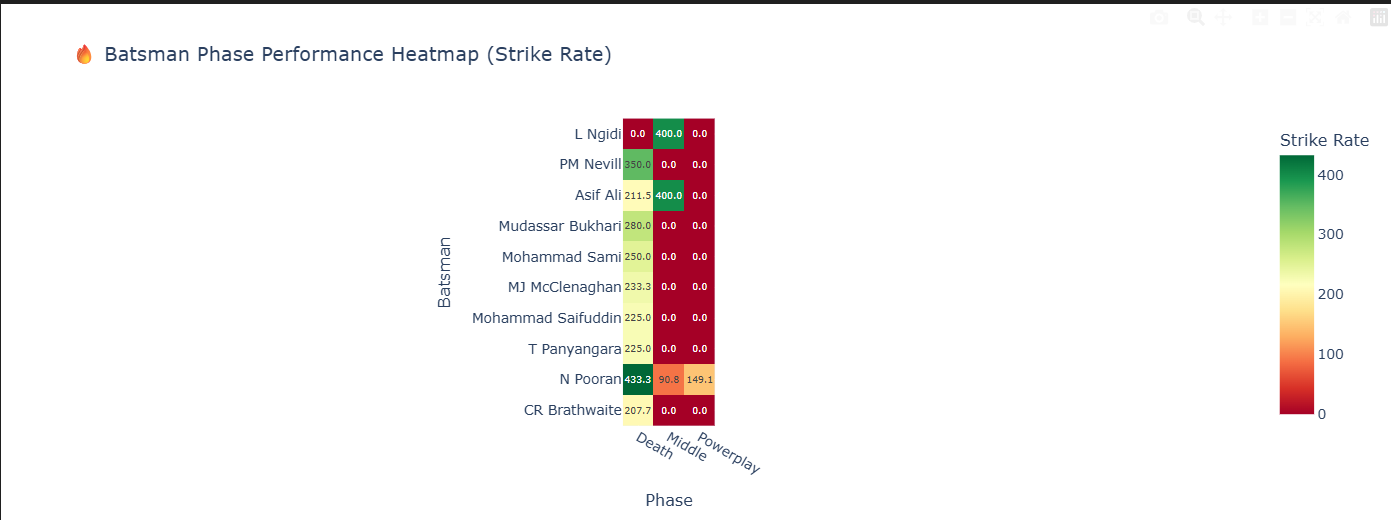 🔥 Batsman Phase Performance Heatmap (Strike Rate)
Strike Rate
L Ngidi 0.0 400.0 0.0
PM Nevill 350.0 0.0 0.0
Asif Ali 211.5 400.0 0.0
Mudassar Bukhari 280.0 0.0 0.0
Mohammad Sami 250.0 0.0 0.0
MJ McClenaghan 233.3 0.0 0.0
Mohammad Saifuddin 225.0 0.0 0.0
T Panyangara 225.0 0.0 0.0
N Pooran 433.3 90.8 149.1
CR Brathwaite 207.7 0.0 0.0
Batsman
Death Middle Powerplay
Phase
400
300
200
100
0